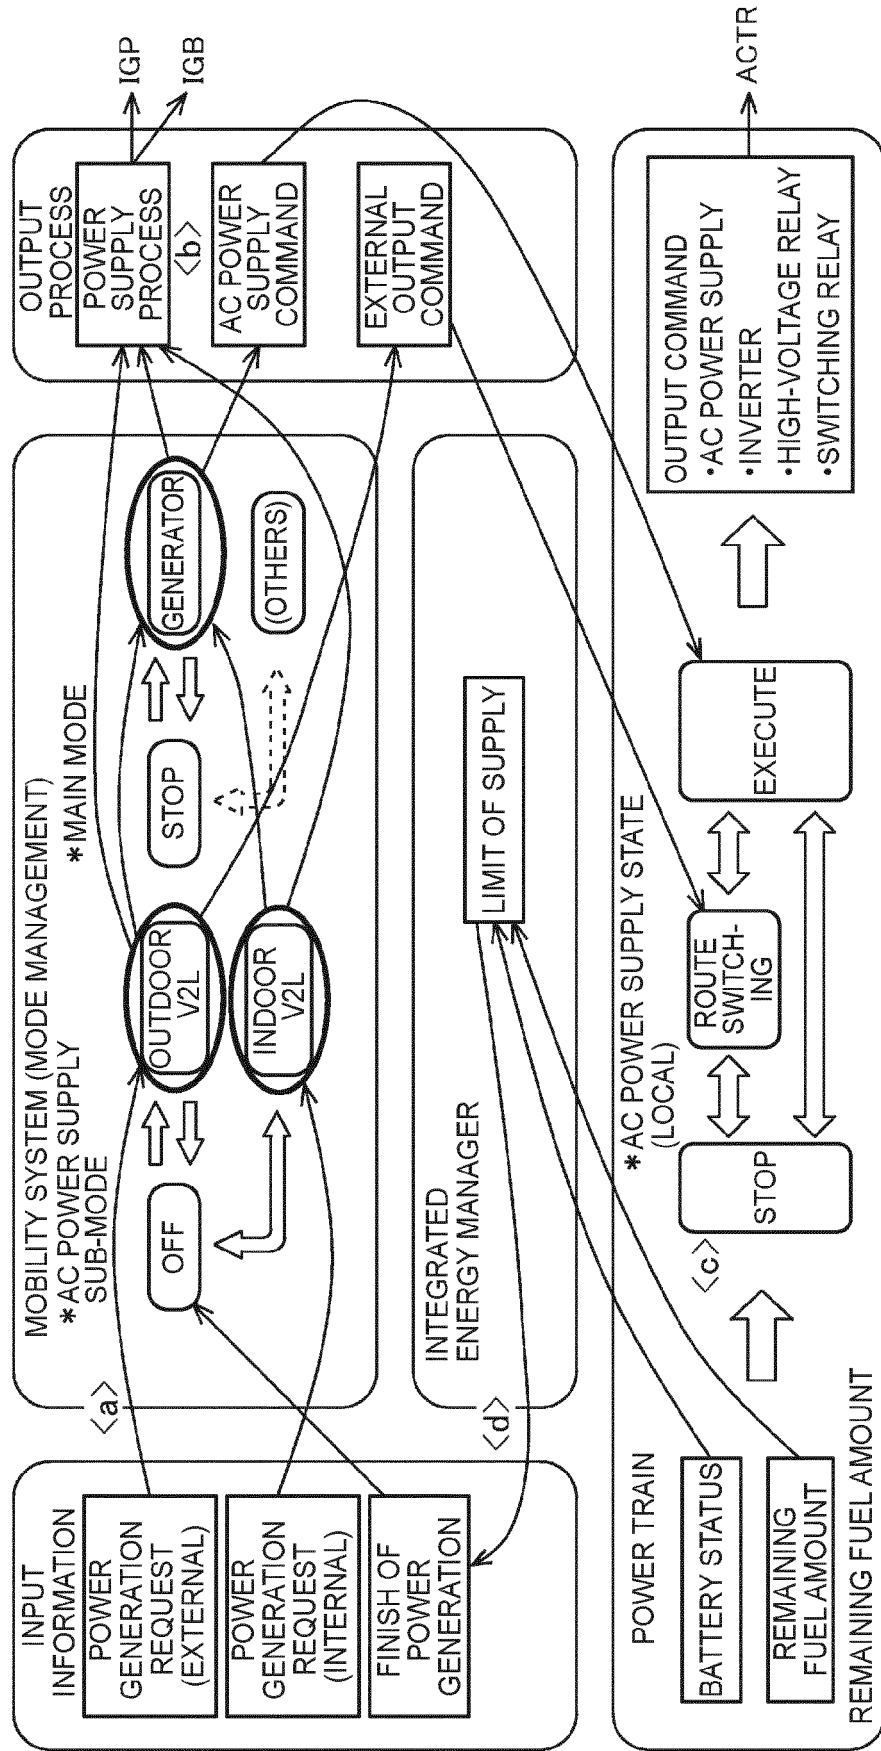 INPUT
INFORMATION
POWER
GENERATION
REQUEST
(EXTERNAL)
POWER
GENERATION
REQUEST
(INTERNAL)
FINISH OF
POWER
GENERATION
<a>
MOBILITY SYSTEM (MODE MANAGEMENT)
*AC POWER SUPPLY
SUB-MODE
*MAIN MODE
OFF
OUTDOOR
V2L
INDOOR
V2L
STOP
GENERATOR
(OTHERS)
OUTPUT
PROCESS
POWER
SUPPLY
PROCESS
<b>
AC POWER
SUPPLY
COMMAND
EXTERNAL
OUTPUT
COMMAND
IGP
IGB
<d>
INTEGRATED
ENERGY MANAGER
LIMIT OF SUPPLY
POWER TRAIN
BATTERY STATUS
REMAINING
FUEL AMOUNT
REMAINING FUEL AMOUNT
<c>
*AC POWER SUPPLY STATE
(LOCAL)
STOP
ROUTE
SWITCH-
ING
EXECUTE
OUTPUT COMMAND
・AC POWER SUPPLY
・INVERTER
・HIGH-VOLTAGE RELAY
・SWITCHING RELAY
ACTR